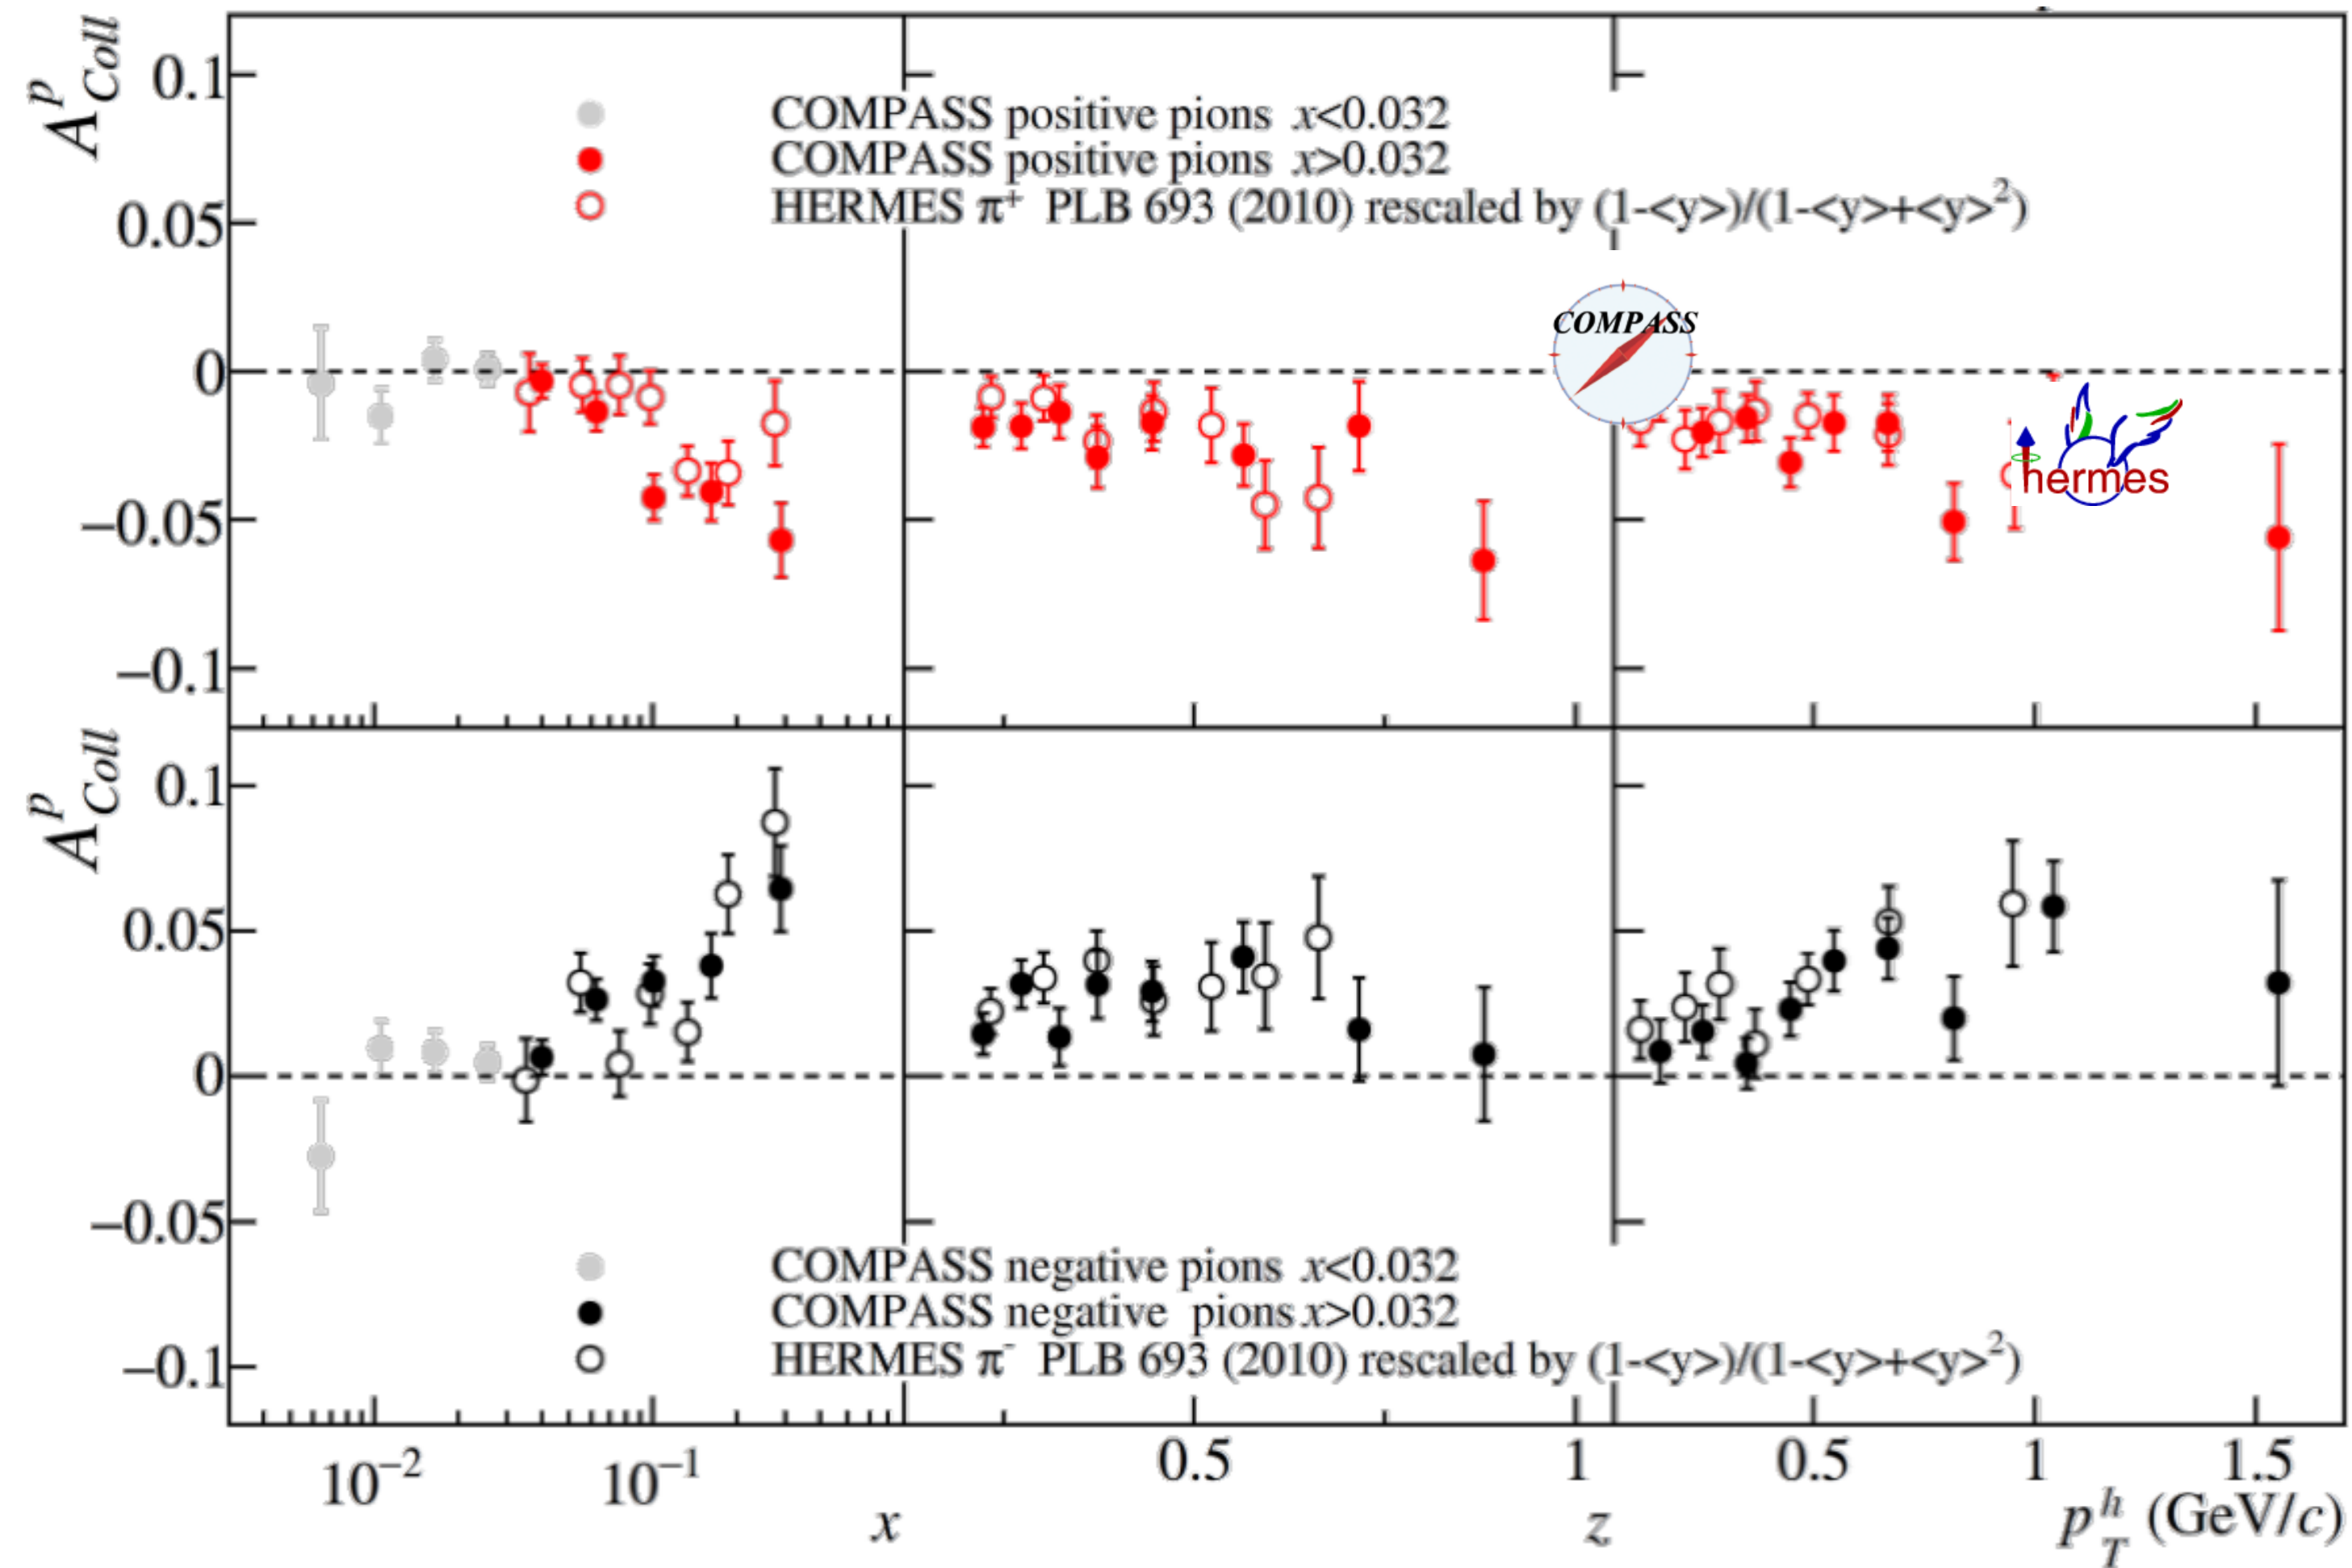 A^p_Coll
0.1
COMPASS positive pions x<0.032
COMPASS positive pions x>0.032
HERMES π⁺ PLB 693 (2010) rescaled by (1-<y>)/(1-<y>+<y>²)
0.05
COMPASS
0
hermes
−0.05
−0.1
A^p_Coll
0.1
0.05
0
−0.05
COMPASS negative pions x<0.032
COMPASS negative pions x>0.032
HERMES π⁻ PLB 693 (2010) rescaled by (1-<y>)/(1-<y>+<y>²)
−0.1
10⁻² 10⁻¹ 0.5 1 0.5 1 1.5
x z p_T^h (GeV/c)